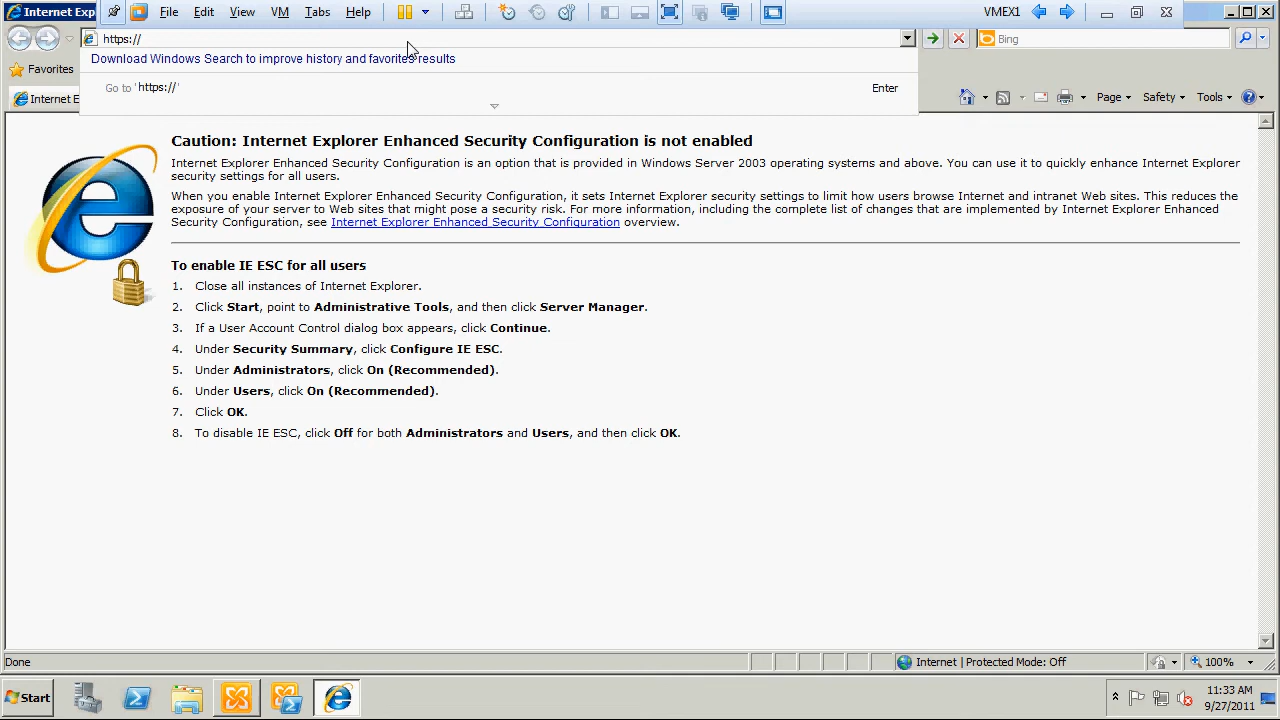 Internet Exp
File Edit View VM Tabs Help
VMEX1
https://
Bing
Download Windows Search to improve history and favorites results
Favorites
Go to 'https://'
Enter
Internet E
Page Safety Tools
Caution: Internet Explorer Enhanced Security Configuration is not enabled
Internet Explorer Enhanced Security Configuration is an option that is provided in Windows Server 2003 operating systems and above. You can use it to quickly enhance Internet Explorer
security settings for all users.
When you enable Internet Explorer Enhanced Security Configuration, it sets Internet Explorer security settings to limit how users browse Internet and intranet Web sites. This reduces the
exposure of your server to Web sites that might pose a security risk. For more information, including the complete list of changes that are implemented by Internet Explorer Enhanced
Security Configuration, see Internet Explorer Enhanced Security Configuration overview.
To enable IE ESC for all users
1. Close all instances of Internet Explorer.
2. Click Start, point to Administrative Tools, and then click Server Manager.
3. If a User Account Control dialog box appears, click Continue.
4. Under Security Summary, click Configure IE ESC.
5. Under Administrators, click On (Recommended).
6. Under Users, click On (Recommended).
7. Click OK.
8. To disable IE ESC, click Off for both Administrators and Users, and then click OK.
Done
Internet | Protected Mode: Off
100%
Start
11:33 AM
9/27/2011